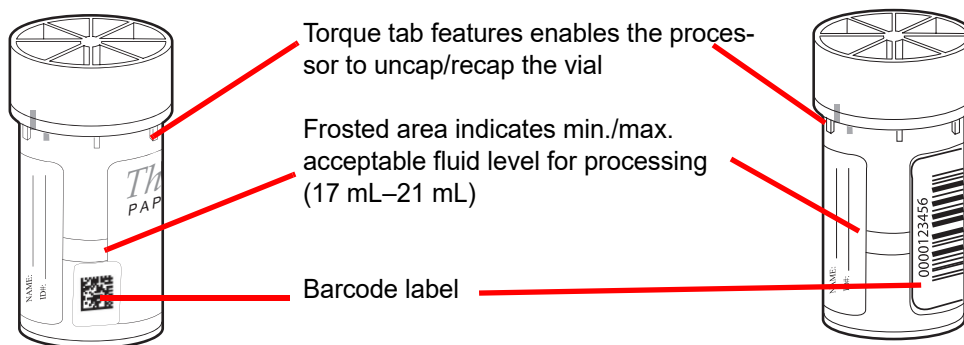 Torque tab features enables the proces-
sor to uncap/recap the vial
Frosted area indicates min./max.
acceptable fluid level for processing
(17 mL–21 mL)
Barcode label
Th
PAP
NAME:
ID#:
NAME:
0000123456